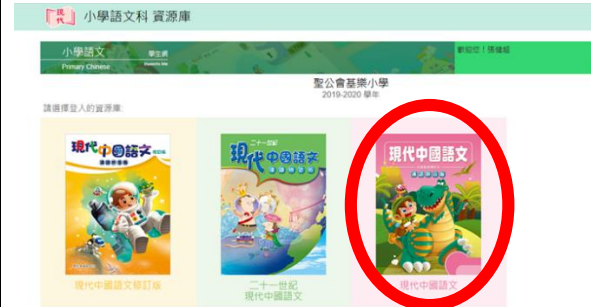 現代
小學語文科 資源庫
小學語文
學生網
Primary Chinese
歡迎您！張健超
聖公會基樂小學
2019-2020 學年
請選擇登入的資源庫:
現代中國語文
二十一世紀
現代中國語文
現代中國語文
現代中國語文修訂版
二十一世紀
現代中國語文
現代中國語文